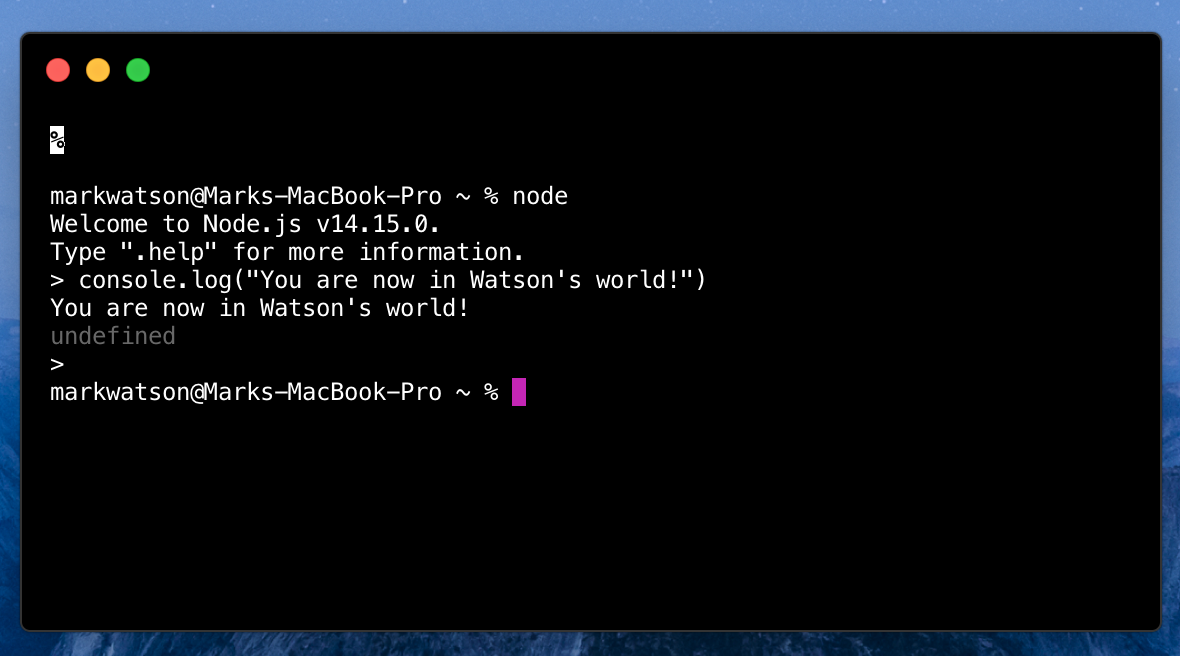 %
markwatson@Marks-MacBook-Pro ~ % node
Welcome to Node.js v14.15.0.
Type ".help" for more information.
> console.log("You are now in Watson's world!")
You are now in Watson's world!
undefined
>
markwatson@Marks-MacBook-Pro ~ %